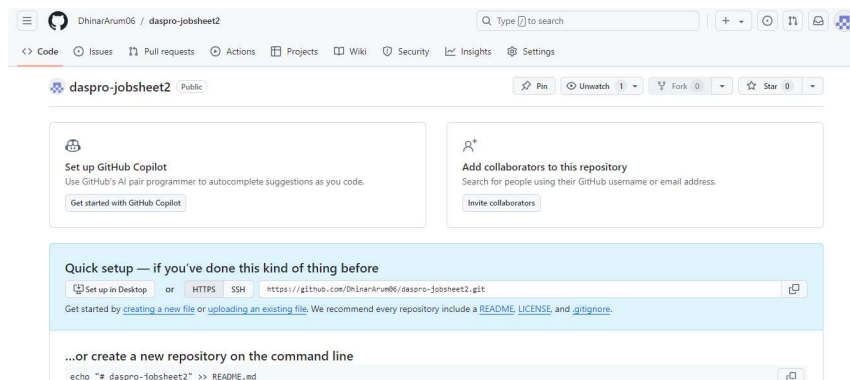 DhinarArum06 / daspro-jobsheet2
Type / to search
Code Issues Pull requests Actions Projects Wiki Security Insights Settings
daspro-jobsheet2 Public
Pin Unwatch 1 Fork 0 Star 0
Set up GitHub Copilot
Use GitHub's AI pair programmer to autocomplete suggestions as you code.
Get started with GitHub Copilot
Add collaborators to this repository
Search for people using their GitHub username or email address.
Invite collaborators
Quick setup — if you've done this kind of thing before
Set up in Desktop or HTTPS SSH https://github.com/DhinarArum06/daspro-jobsheet2.git
Get started by creating a new file or uploading an existing file. We recommend every repository include a README, LICENSE, and .gitignore.
...or create a new repository on the command line
echo "# daspro-jobsheet2" >> README.md